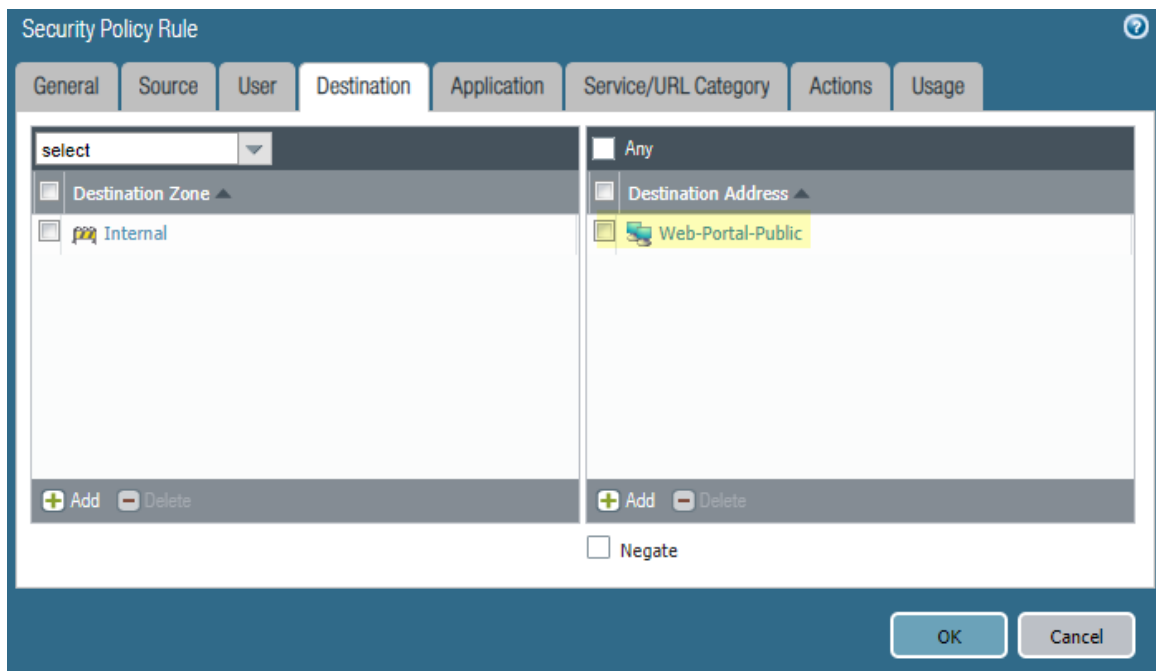 Security Policy Rule
General Source User Destination Application Service/URL Category Actions Usage
select
Any
Destination Zone
Destination Address
Internal
Web-Portal-Public
Add Delete
Add Delete
Negate
OK Cancel